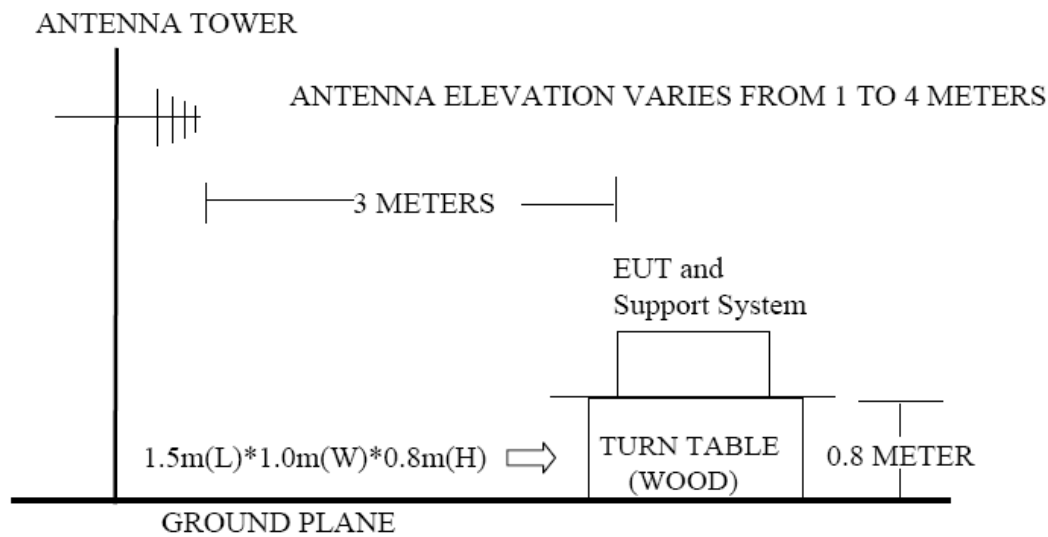 ANTENNA TOWER
ANTENNA ELEVATION VARIES FROM 1 TO 4 METERS
3 METERS
EUT and
Support System
1.5m(L)*1.0m(W)*0.8m(H)
TURN TABLE
(WOOD)
0.8 METER
GROUND PLANE